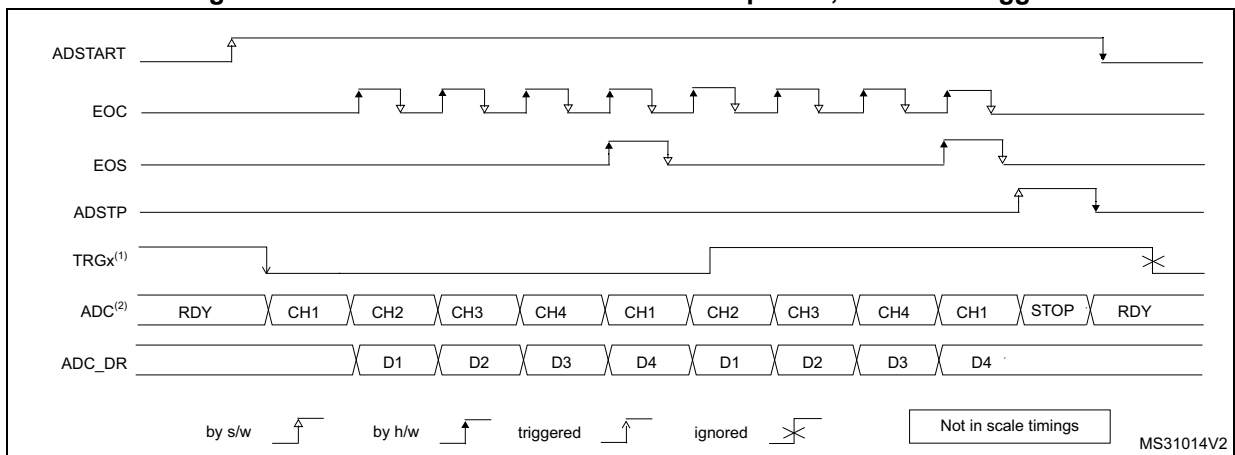 ADSTART
EOC
EOS
ADSTP
TRGx(1)
ADC(2) RDY CH1 CH2 CH3 CH4 CH1 CH2 CH3 CH4 CH1 STOP RDY
ADC_DR D1 D2 D3 D4 D1 D2 D3 D4
by s/w by h/w triggered ignored Not in scale timings
MS31014V2